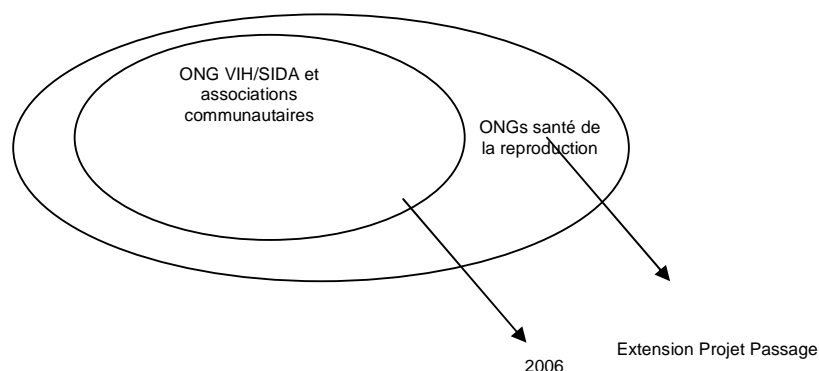 ONG VIH/SIDA et
associations
communautaires
ONGs santé de
la reproduction
Extension Projet Passage
2006